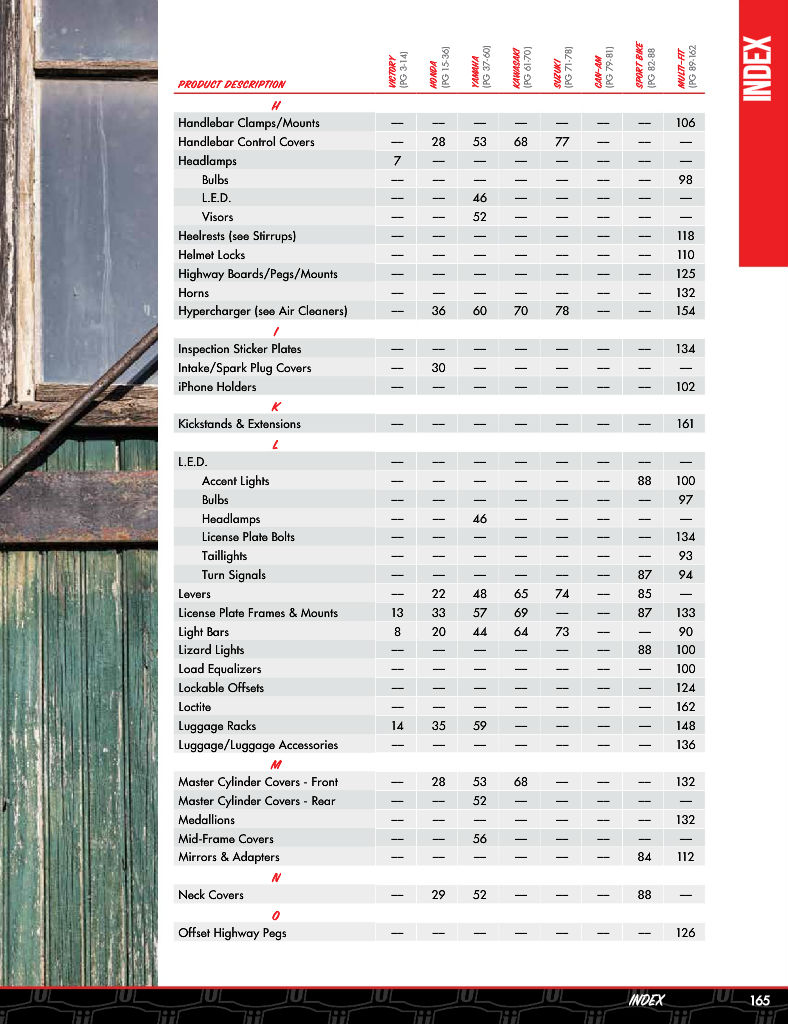 INDEX
PRODUCT DESCRIPTION VICTORY (PG 3-14) HONDA (PG 15-36) YAMAHA (PG 37-60) KAWASAKI (PG 61-70) SUZUKI (PG 71-78) CAN-AM (PG 79-81) SPORT BIKE (PG 82-88 MULTI-FIT (PG 89-162
H
Handlebar Clamps/Mounts — — — — — — — 106
Handlebar Control Covers — 28 53 68 77 — — —
Headlamps 7 — — — — — — —
Bulbs — — — — — — — 98
L.E.D. — — 46 — — — — —
Visors — — 52 — — — — —
Heelrests (see Stirrups) — — — — — — — 118
Helmet Locks — — — — — — — 110
Highway Boards/Pegs/Mounts — — — — — — — 125
Horns — — — — — — — 132
Hypercharger (see Air Cleaners) — 36 60 70 78 — — 154
I
Inspection Sticker Plates — — — — — — — 134
Intake/Spark Plug Covers — 30 — — — — — —
iPhone Holders — — — — — — — 102
K
Kickstands & Extensions — — — — — — — 161
L
L.E.D. — — — — — — — —
Accent Lights — — — — — — 88 100
Bulbs — — — — — — — 97
Headlamps — — 46 — — — — —
License Plate Bolts — — — — — — — 134
Taillights — — — — — — — 93
Turn Signals — — — — — — 87 94
Levers — 22 48 65 74 — 85 —
License Plate Frames & Mounts 13 33 57 69 — — 87 133
Light Bars 8 20 44 64 73 — — 90
Lizard Lights — — — — — — 88 100
Load Equalizers — — — — — — — 100
Lockable Offsets — — — — — — — 124
Loctite — — — — — — — 162
Luggage Racks 14 35 59 — — — — 148
Luggage/Luggage Accessories — — — — — — — 136
M
Master Cylinder Covers - Front — 28 53 68 — — — 132
Master Cylinder Covers - Rear — — 52 — — — — —
Medallions — — — — — — — 132
Mid-Frame Covers — — 56 — — — — —
Mirrors & Adapters — — — — — — 84 112
N
Neck Covers — 29 52 — — — 88 —
O
Offset Highway Pegs — — — — — — — 126
INDEX 165